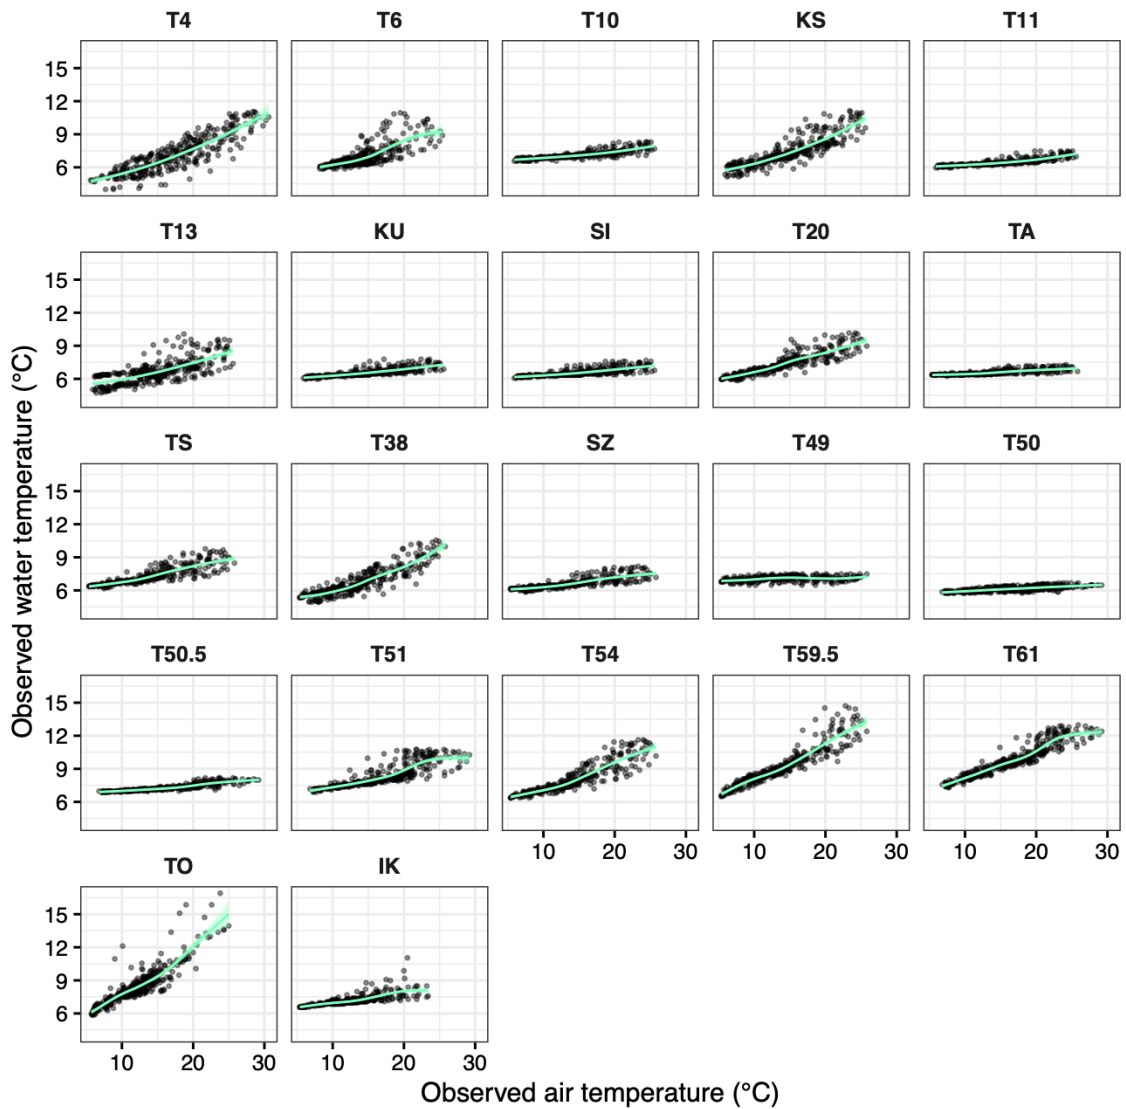 T4 T6 T10 KS T11
15
12
9
6
T13 KU SI T20 TA
15
12
9
6
TS T38 SZ T49 T50
15
12
9
6
T50.5 T51 T54 T59.5 T61
15
12
9
6
10 20 30 10 20 30 10 20 30
TO IK
15
12
9
6
10 20 30 10 20 30
Observed water temperature (°C)
Observed air temperature (°C)